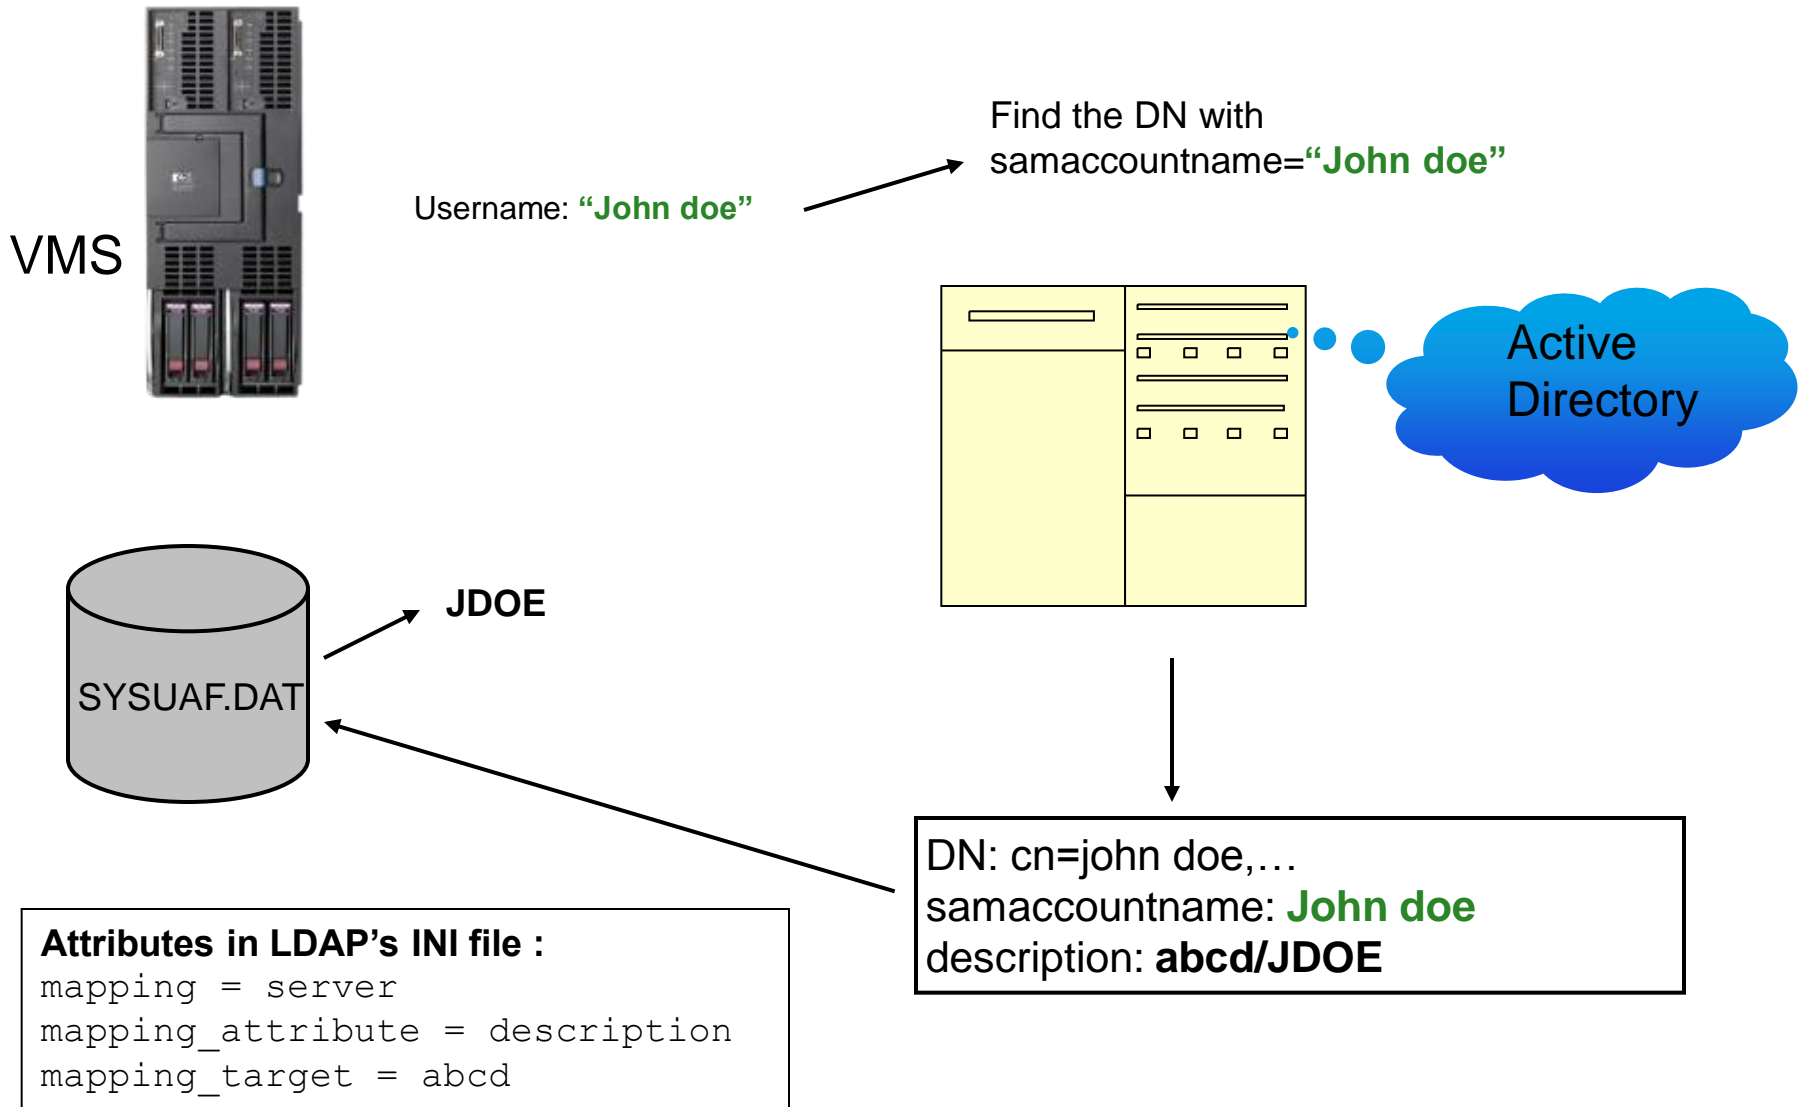 Find the DN with
samaccountname=“John doe”
Username: “John doe”
VMS
Active
Directory
JDOE
SYSUAF.DAT
DN: cn=john doe,…
samaccountname: John doe
description: abcd/JDOE
Attributes in LDAP’s INI file :
mapping = server
mapping_attribute = description
mapping_target = abcd